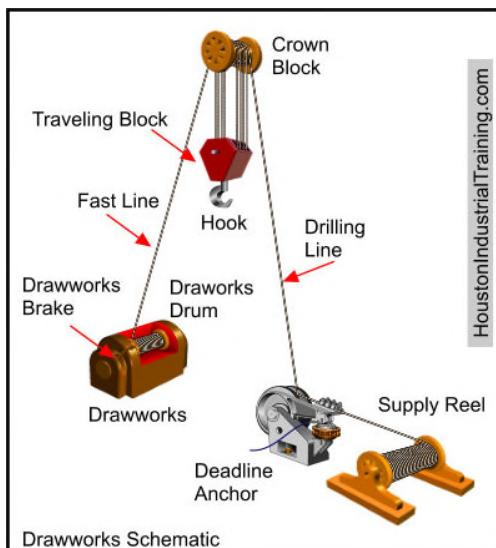 Crown
Block
Traveling Block
Fast Line
Hook
Drilling
Line
Drawworks
Brake
Draworks
Drum
Drawworks
Supply Reel
Deadline
Anchor
Drawworks Schematic
HoustonIndustrialTraining.com